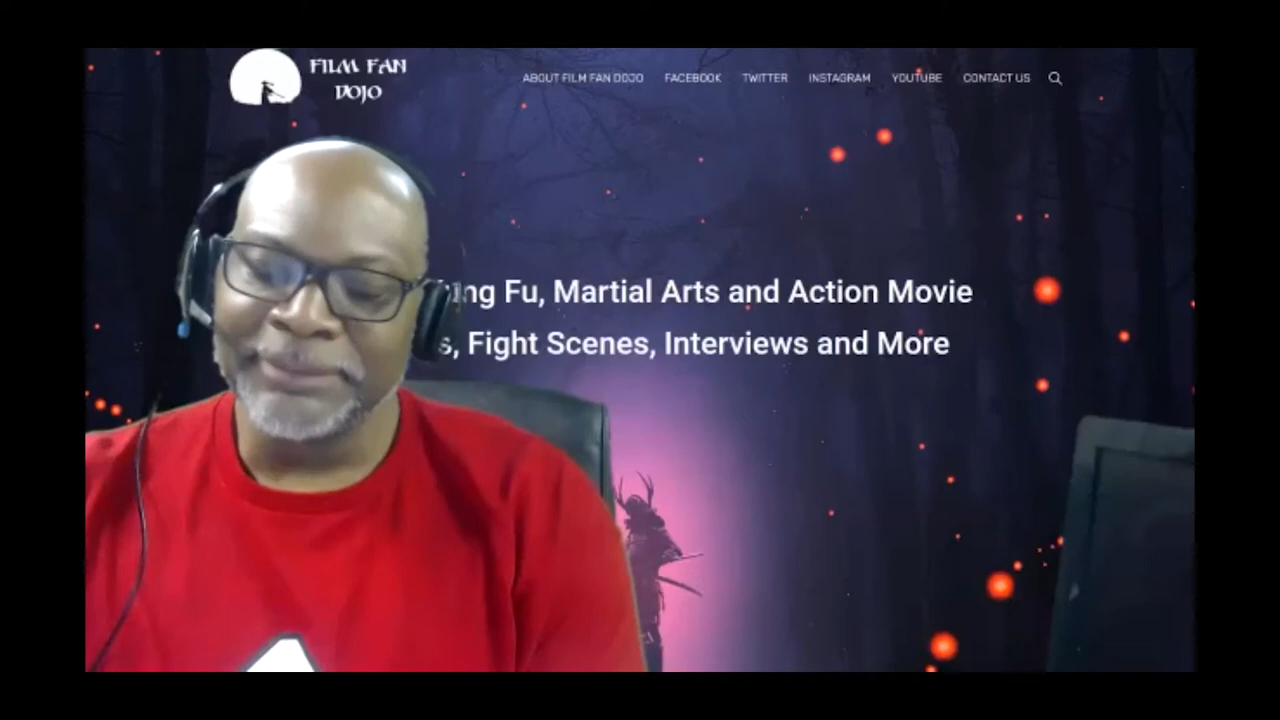 FILM FAN
DOJO
ABOUT FILM FAN DOJO FACEBOOK TWITTER INSTAGRAM YOUTUBE CONTACT US
Fu, Martial Arts and Action Movie
Fight Scenes, Interviews and More